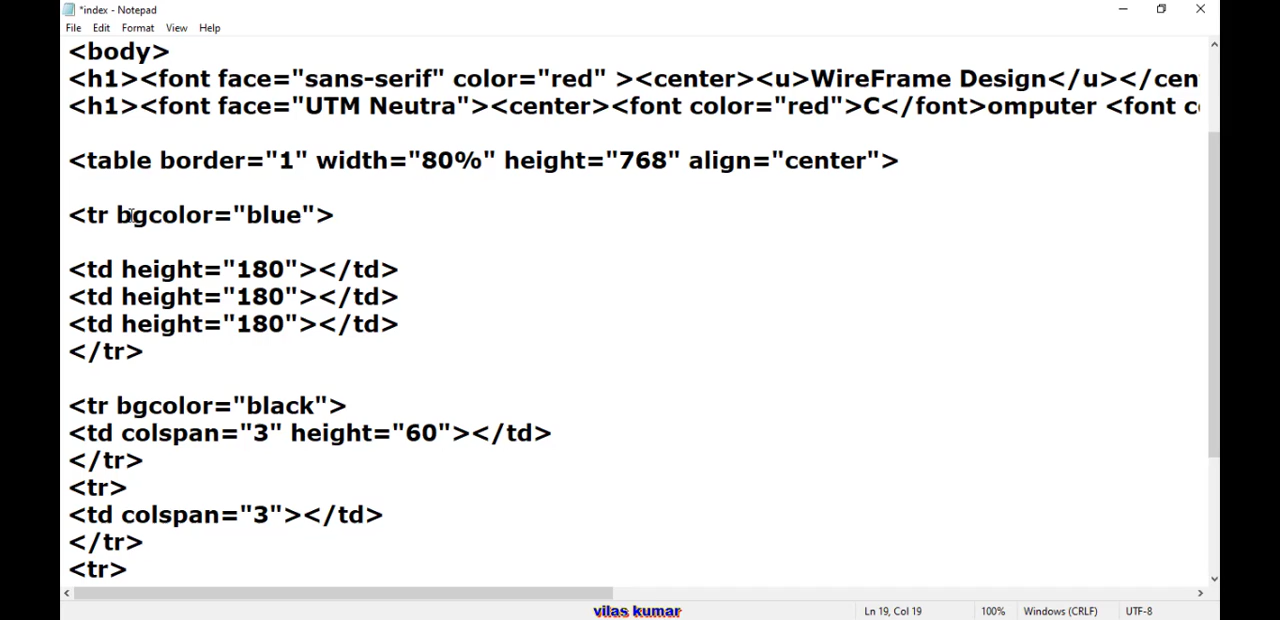 *index - Notepad
File Edit Format View Help
<body>
<h1><font face="sans-serif" color="red" ><center><u>WireFrame Design</u></cen
<h1><font face="UTM Neutra"><center><font color="red">C</font>omputer <font c
<table border="1" width="80%" height="768" align="center">
<tr bgcolor="blue">
<td height="180"></td>
<td height="180"></td>
<td height="180"></td>
</tr>
<tr bgcolor="black">
<td colspan="3" height="60"></td>
</tr>
<tr>
<td colspan="3"></td>
</tr>
<tr>
vilas kumar
Ln 19, Col 19 100% Windows (CRLF) UTF-8